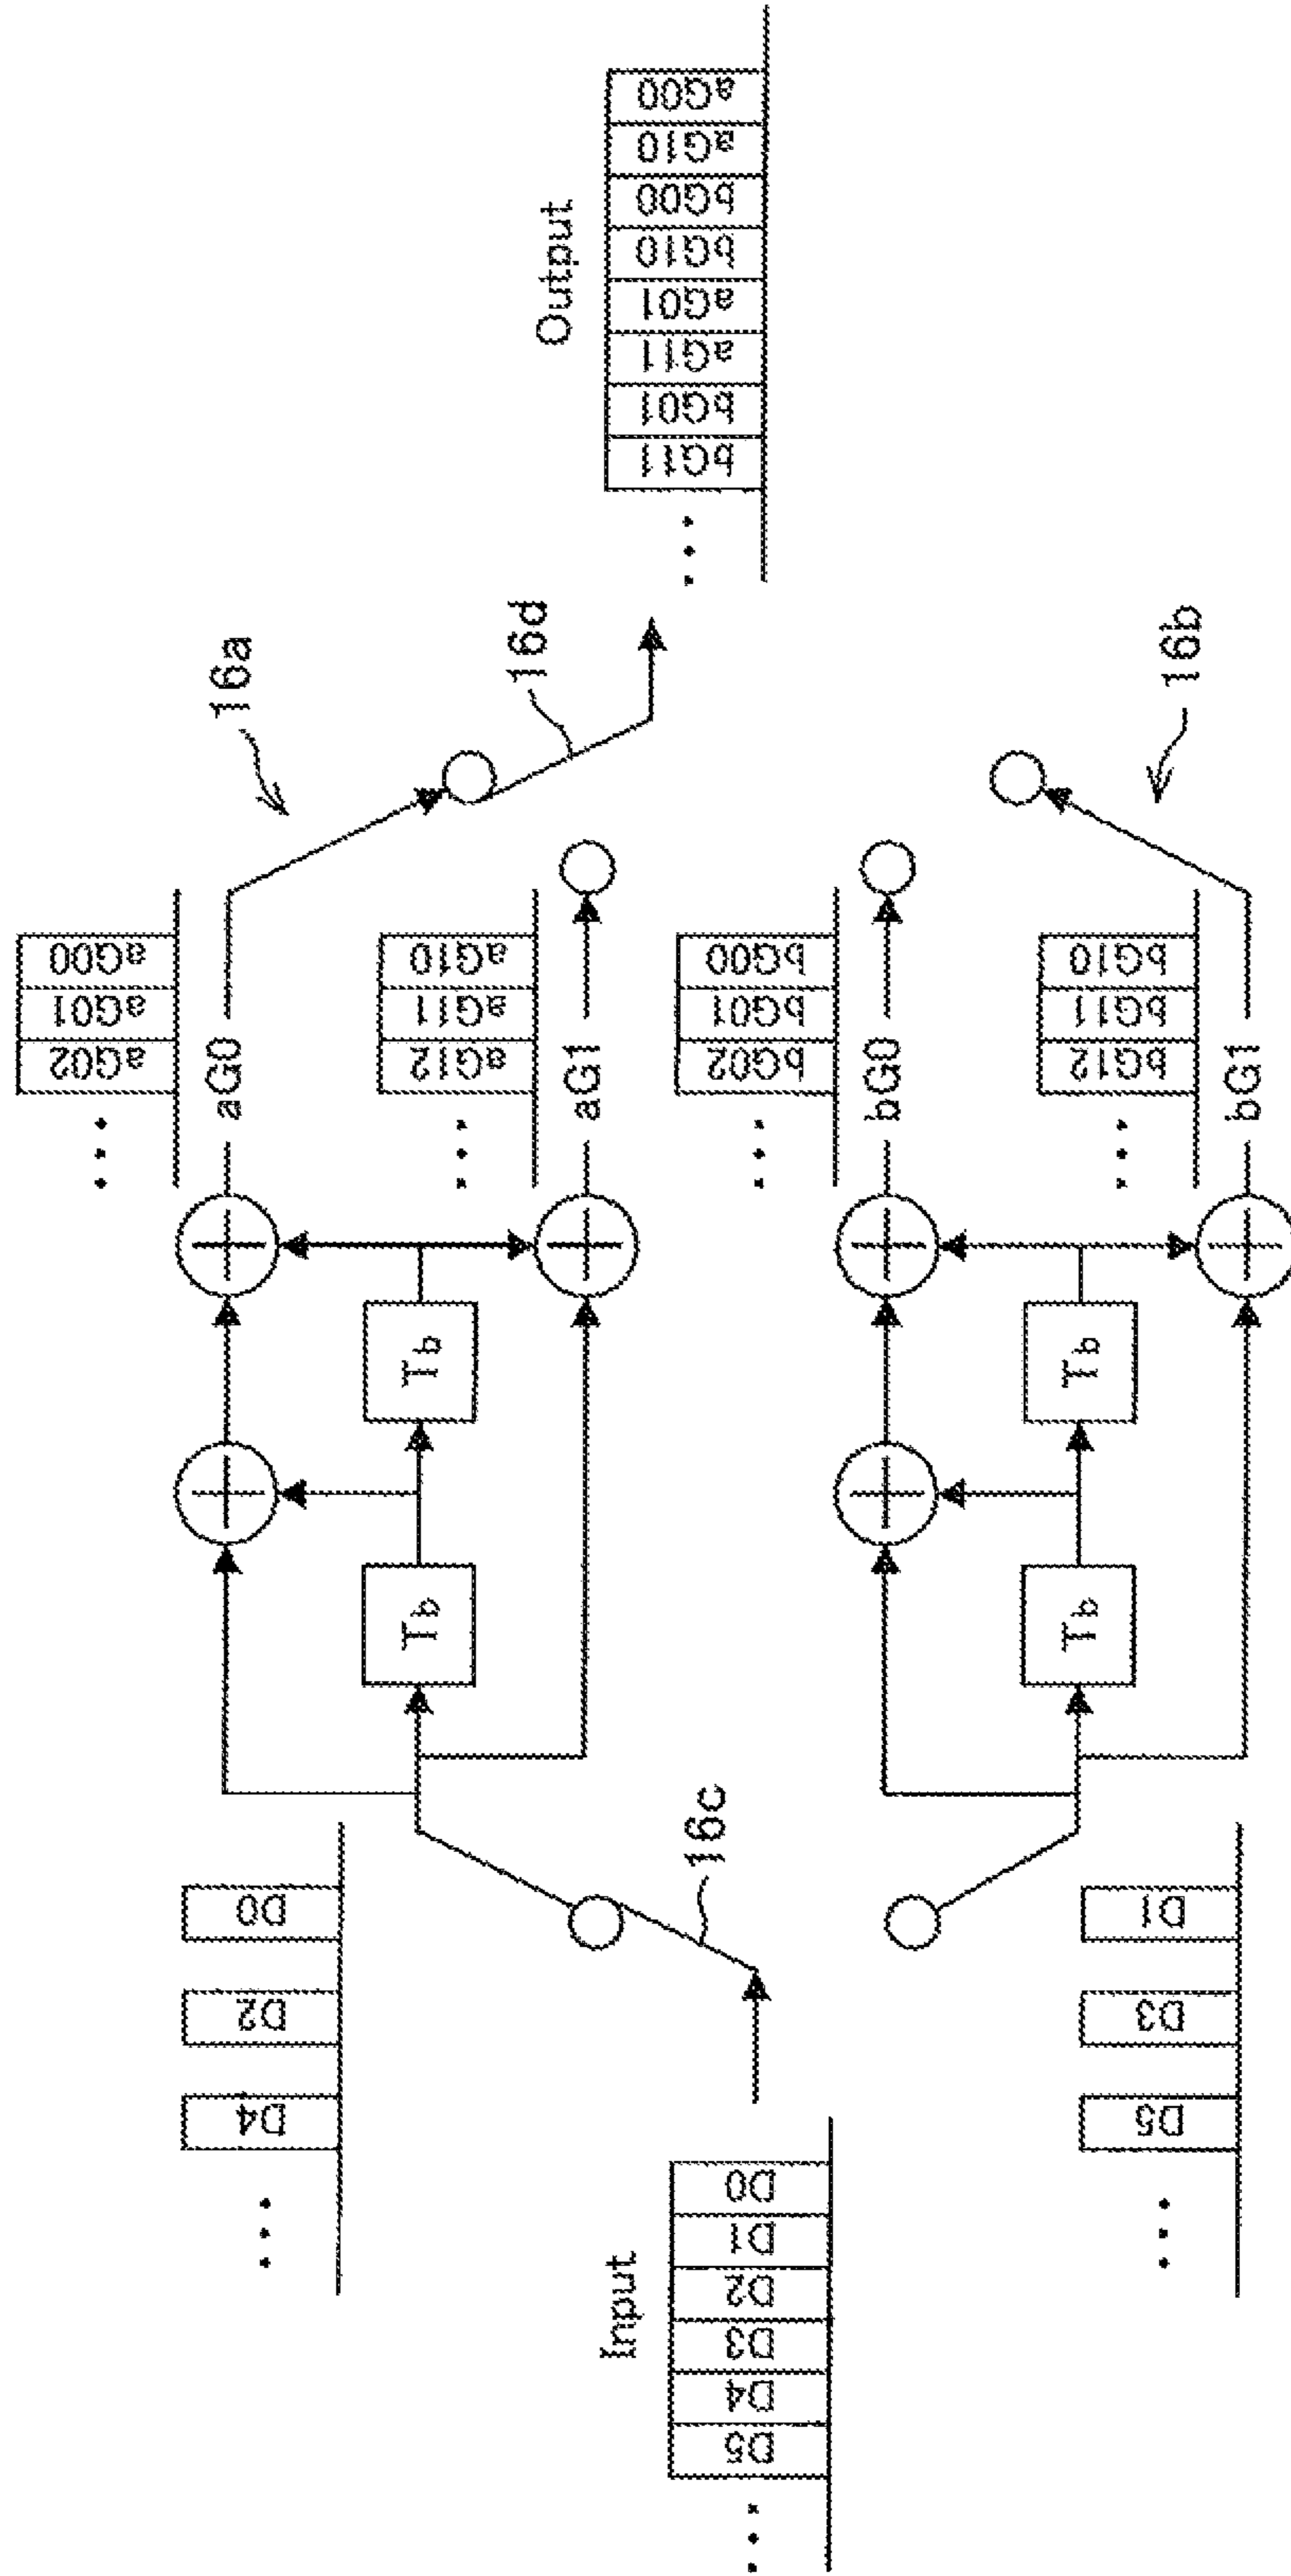 Input
...
D5
D4
D3
D2
D1
D0
...
D4
D2
D0
...
D5
D3
D1
16c
Tb
Tb
Tb
Tb
...
aG02
aG01
aG00
aG0
...
aG12
aG11
aG10
aG1
...
bG02
bG01
bG00
bG0
...
bG12
bG11
bG10
bG1
16a
16d
16b
Output
...
bG11
bG01
aG11
aG01
bG10
bG00
aG10
aG00